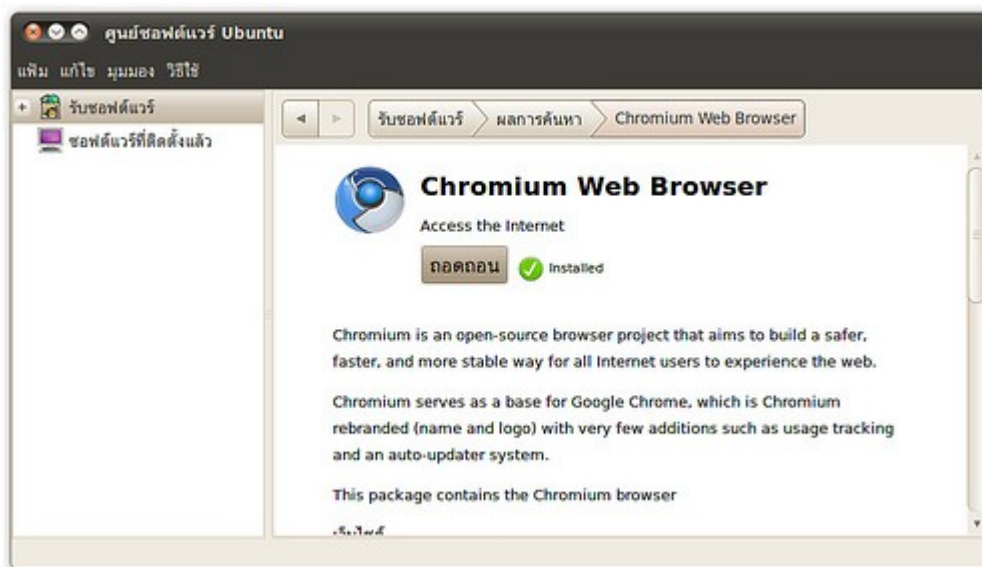 ศูนย์ซอฟต์แวร์ Ubuntu
แฟ้ม แก้ไข มุมมอง วิธีใช้
รับซอฟต์แวร์
ซอฟต์แวร์ที่ติดตั้งแล้ว
รับซอฟต์แวร์ ผลการค้นหา Chromium Web Browser
Chromium Web Browser
Access the Internet
ถอดถอน Installed
Chromium is an open-source browser project that aims to build a safer,
faster, and more stable way for all Internet users to experience the web.
Chromium serves as a base for Google Chrome, which is Chromium
rebranded (name and logo) with very few additions such as usage tracking
and an auto-updater system.
This package contains the Chromium browser
เว็บไซต์